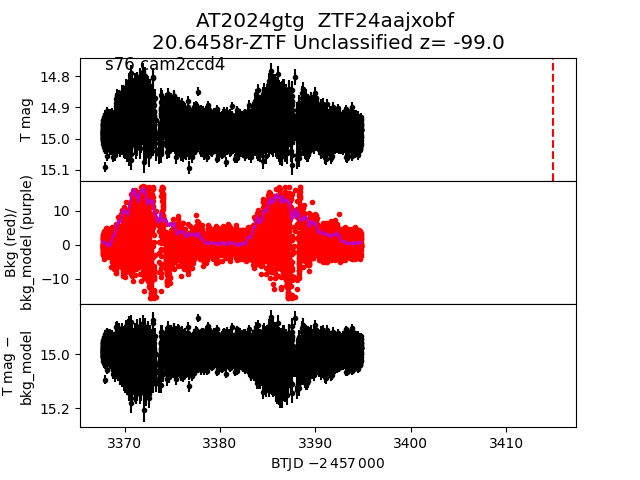 AT2024gtg  ZTF24aajxobf
20.6458r-ZTF Unclassified z= -99.0
s76 cam2ccd4
14.8
14.9
15.0
15.1
T mag
10
0
−10
Bkg (red)/
bkg_model (purple)
15.0
15.2
T mag −
bkg_model
3370
3380
3390
3400
3410
BTJD −2 457 000